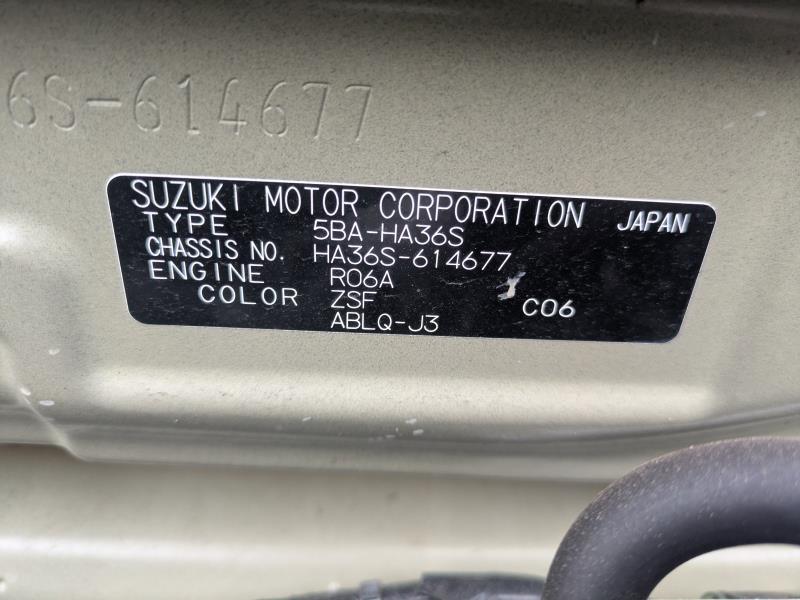 6S-614677
SUZUKI MOTOR CORPORATION JAPAN
TYPE 5BA-HA36S
CHASSIS NO. HA36S-614677
ENGINE R06A
COLOR ZSF C06
ABLQ-J3